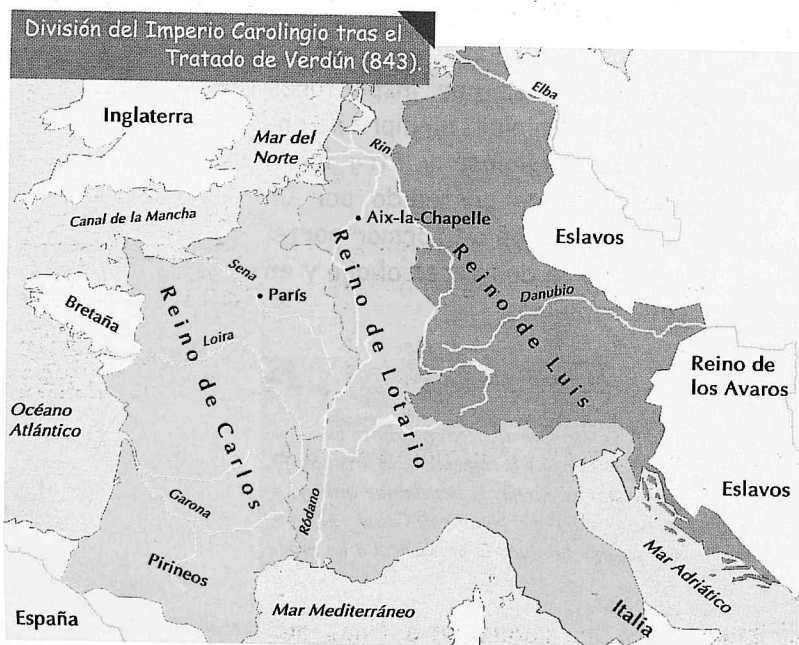 División del Imperio Carolingio tras el
Tratado de Verdún (843).
Inglaterra
Mar del
Norte
Rin
Elba
Canal de la Mancha
Aix-la-Chapelle
Eslavos
Sena
París
Bretaña
Loira
Danubio
Reino de Carlos
Reino de Lotario
Reino de Luis
Reino de
los Avaros
Océano
Atlántico
Garona
Ródano
Eslavos
Pirineos
Mar Adriático
España
Mar Mediterráneo
Italia